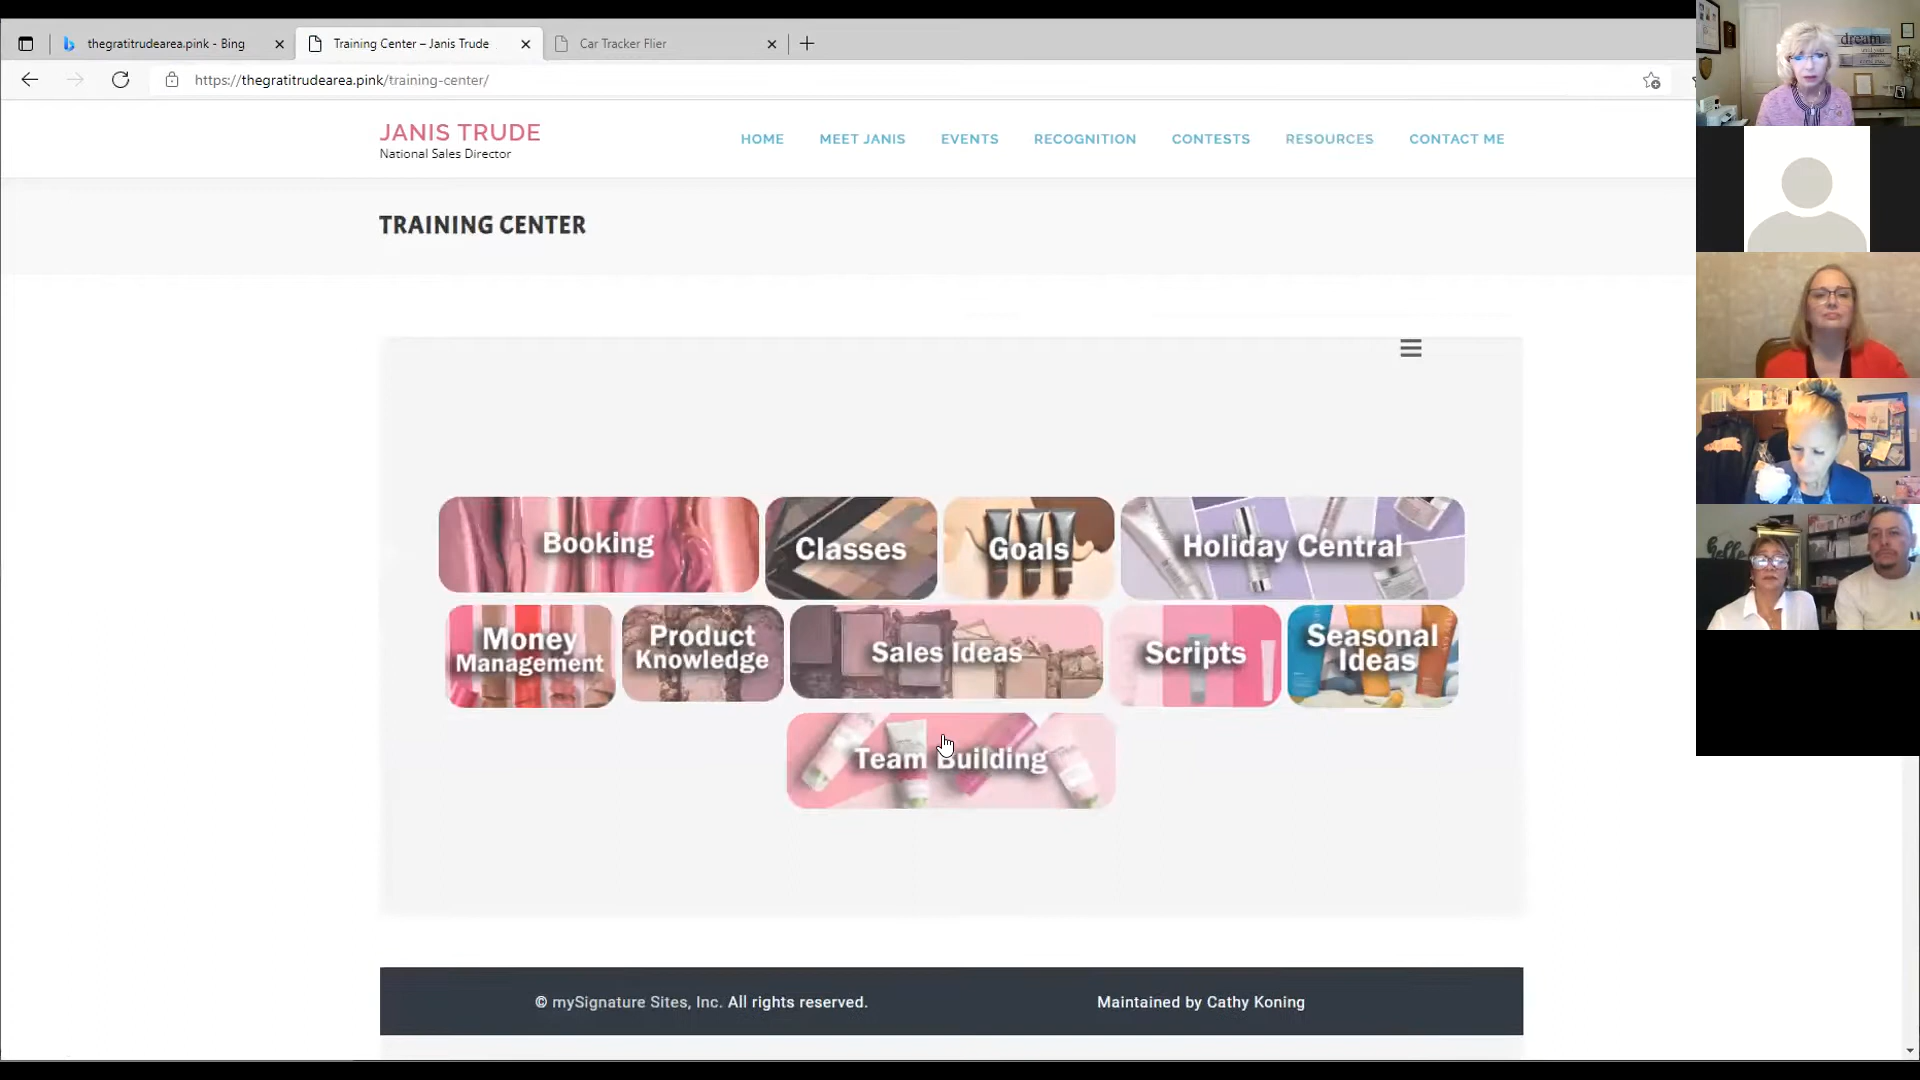 thegratitrudearea.pink - Bing
Training Center – Janis Trude
Car Tracker Flier
https://thegratitrudearea.pink/training-center/
JANIS TRUDE
National Sales Director
HOME MEET JANIS EVENTS RECOGNITION CONTESTS RESOURCES CONTACT ME
TRAINING CENTER
Booking
Classes
Goals
Holiday Central
Money
Management
Product
Knowledge
Sales Ideas
Scripts
Seasonal
Ideas
Team Building
© mySignature Sites, Inc. All rights reserved.
Maintained by Cathy Koning
dream
hello